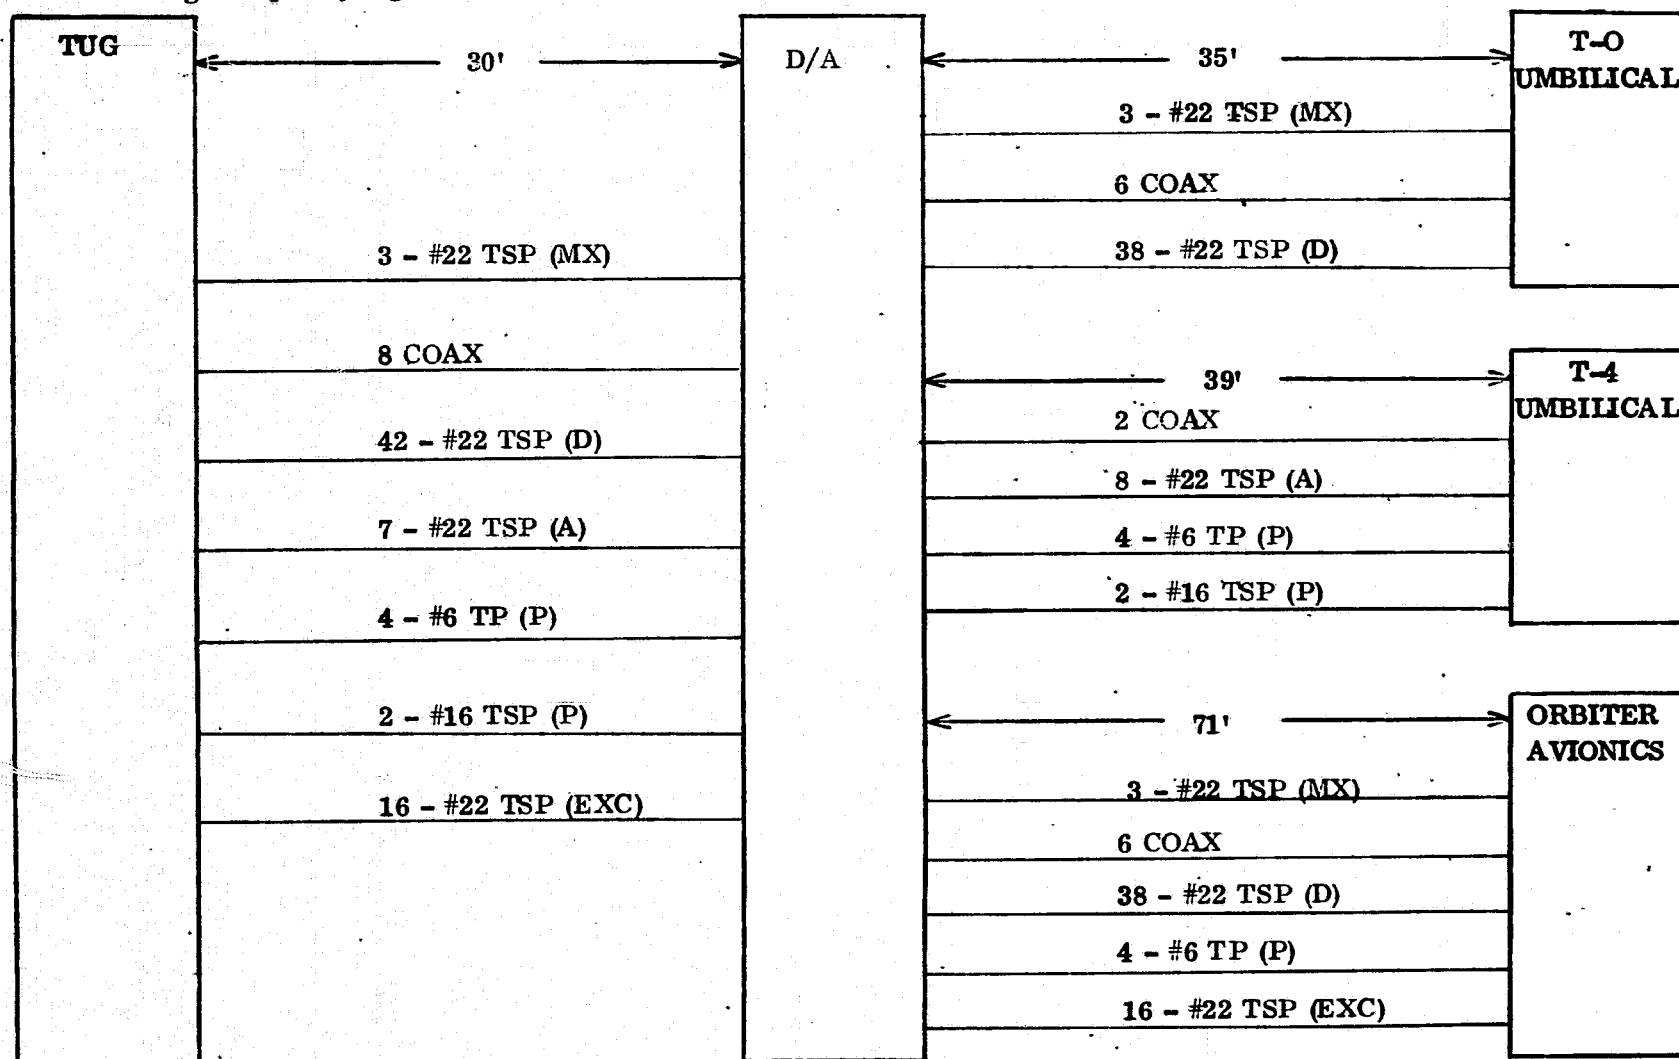 TUG
30'
3 - #22 TSP (MX)
8 COAX
42 - #22 TSP (D)
7 - #22 TSP (A)
4 - #6 TP (P)
2 - #16 TSP (P)
16 - #22 TSP (EXC)
D/A
35'
T-O
UMBILICAL
3 - #22 TSP (MX)
6 COAX
38 - #22 TSP (D)
39'
T-4
UMBILICAL
2 COAX
8 - #22 TSP (A)
4 - #6 TP (P)
2 - #16 TSP (P)
71'
ORBITER
AVIONICS
3 - #22 TSP (MX)
6 COAX
38 - #22 TSP (D)
4 - #6 TP (P)
16 - #22 TSP (EXC)